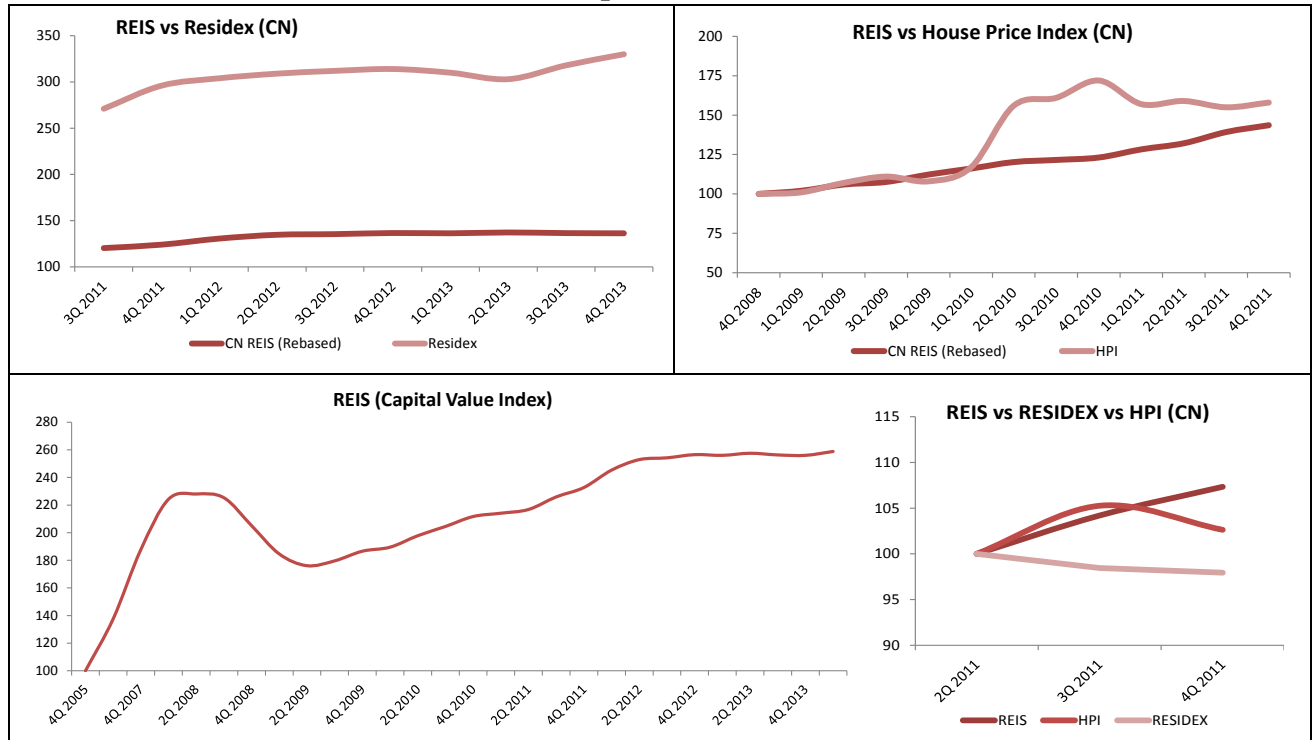 REIS vs Residex (CN)
350
300
250
200
150
100
3Q 2011
4Q 2011
1Q 2012
2Q 2012
3Q 2012
4Q 2012
1Q 2013
2Q 2013
3Q 2013
4Q 2013
CN REIS (Rebased) Residex
REIS vs House Price Index (CN)
200
175
150
125
100
75
50
4Q 2008
1Q 2009
2Q 2009
3Q 2009
4Q 2009
1Q 2010
2Q 2010
3Q 2010
4Q 2010
1Q 2011
2Q 2011
3Q 2011
4Q 2011
CN REIS (Rebased) HPI
REIS (Capital Value Index)
280
260
240
220
200
180
160
140
120
100
4Q 2005
4Q 2007
2Q 2008
4Q 2008
2Q 2009
4Q 2009
2Q 2010
4Q 2010
2Q 2011
4Q 2011
2Q 2012
4Q 2012
2Q 2013
4Q 2013
REIS vs RESIDEX vs HPI (CN)
115
110
105
100
95
90
2Q 2011
3Q 2011
4Q 2011
REIS HPI RESIDEX